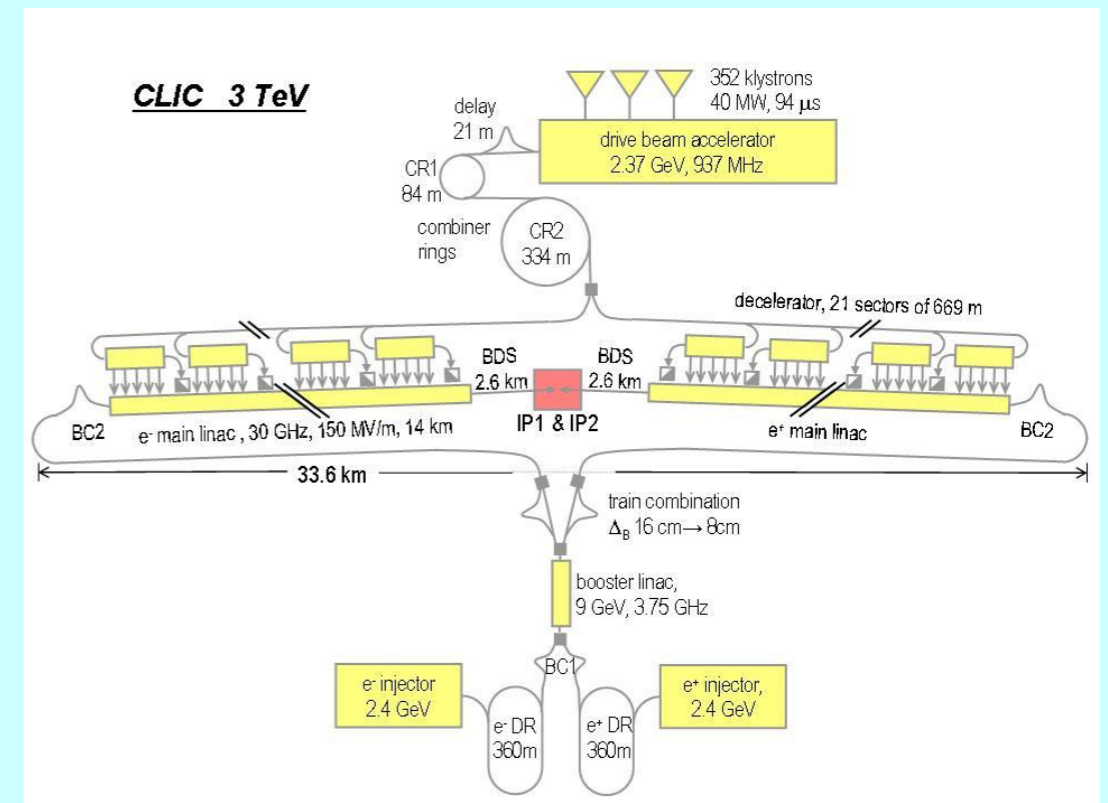 CLIC 3 TeV
352 klystrons
40 MW, 94 μs
delay
21 m
drive beam accelerator
2.37 GeV, 937 MHz
CR1
84 m
combiner
rings
CR2
334 m
decelerator, 21 sectors of 669 m
BDS
2.6 km
BDS
2.6 km
IP1 & IP2
BC2
e- main linac , 30 GHz, 150 MV/m, 14 km
e+ main linac
BC2
33.6 km
train combination
ΔB 16 cm→ 8cm
booster linac,
9 GeV, 3.75 GHz
BC1
e- injector
2.4 GeV
e+ injector,
2.4 GeV
e- DR
360m
e+ DR
360m